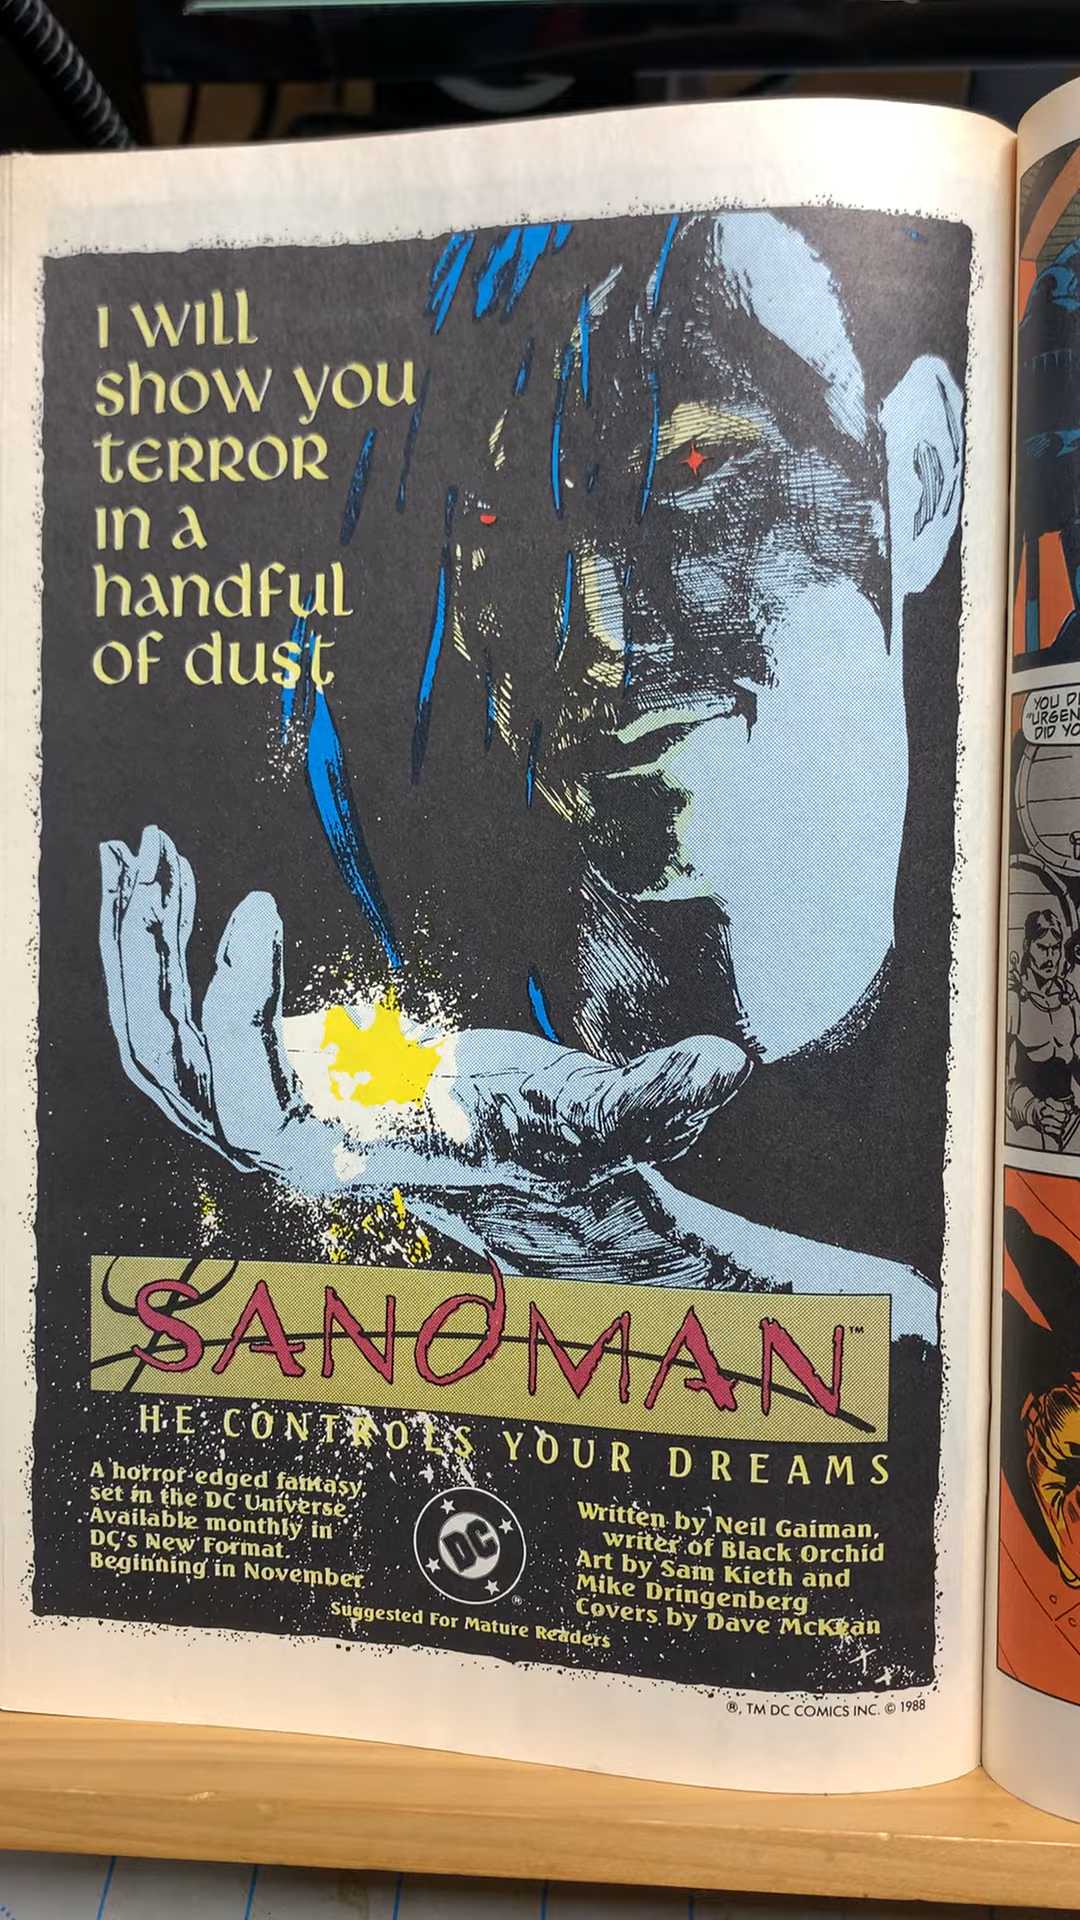 I will
show you
terror
in a
handful
of dust
SANDMAN™
HE CONTROLS YOUR DREAMS
A horror-edged fantasy,
set in the DC Universe.
Available monthly in
DC's New Format.
Beginning in November
DC
®
Written by Neil Gaiman,
writer of Black Orchid
Art by Sam Kieth and
Mike Dringenberg
Covers by Dave McKean
Suggested For Mature Readers
®, TM DC COMICS INC. © 1988
YOU
DID